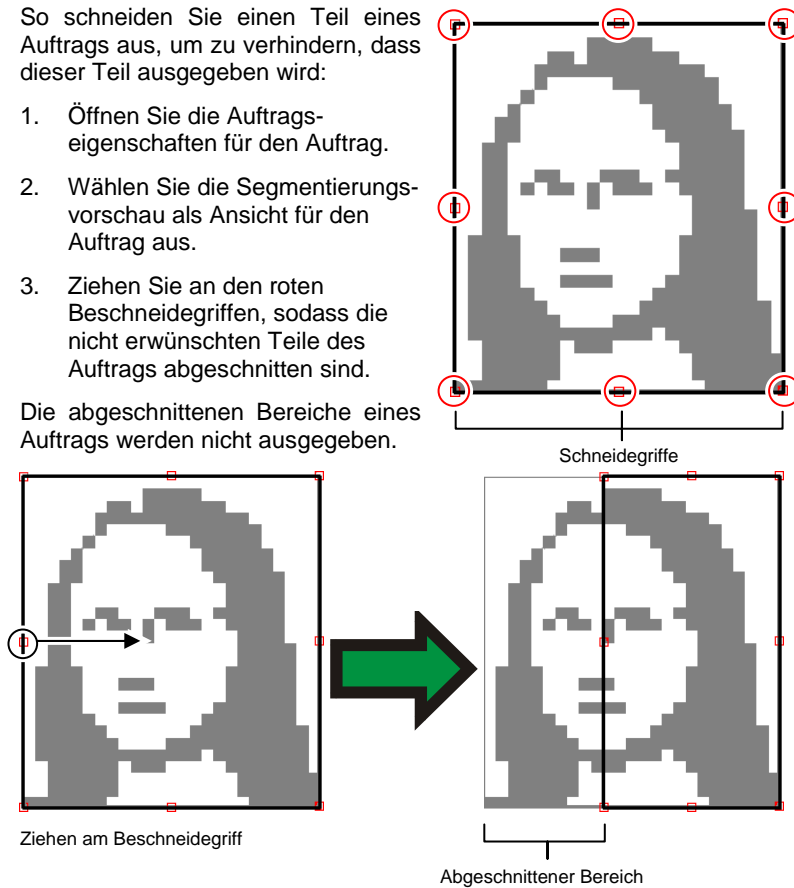 So schneiden Sie einen Teil eines
Auftrags aus, um zu verhindern, dass
dieser Teil ausgegeben wird:
1. Öffnen Sie die Auftrags-
eigenschaften für den Auftrag.
2. Wählen Sie die Segmentierungs-
vorschau als Ansicht für den
Auftrag aus.
3. Ziehen Sie an den roten
Beschneidegriffen, sodass die
nicht erwünschten Teile des
Auftrags abgeschnitten sind.
Die abgeschnittenen Bereiche eines
Auftrags werden nicht ausgegeben.
Schneidegriffe
Ziehen am Beschneidegriff
Abgeschnittener Bereich